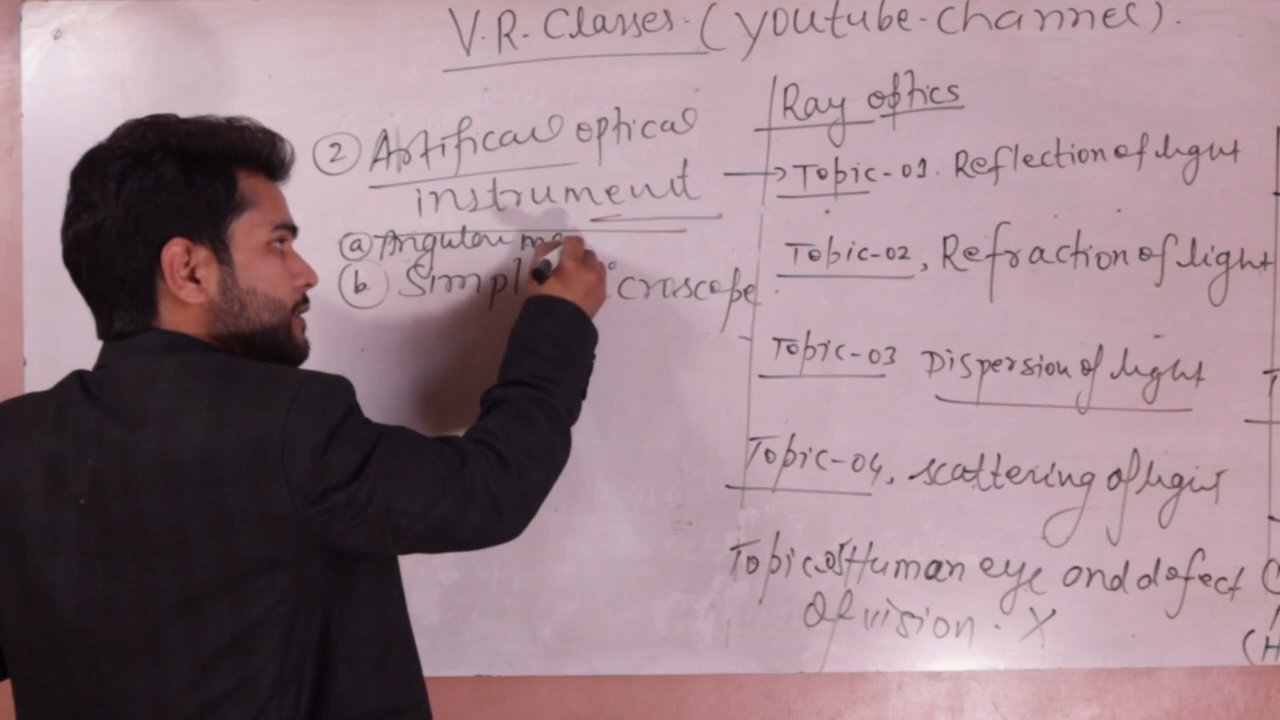 V.R. Classes. (youtube-channel).
② Artifical optical
instrument
ⓐ Angular m
ⓑ Simpl icroscope
Ray optics
→ Topic-01. Reflection of light
Topic-02, Refraction of light
Topic-03 Dispersion of light
Topic-04, scattering of light
Topic-05 Human eye and defect
Of vision. X
(H